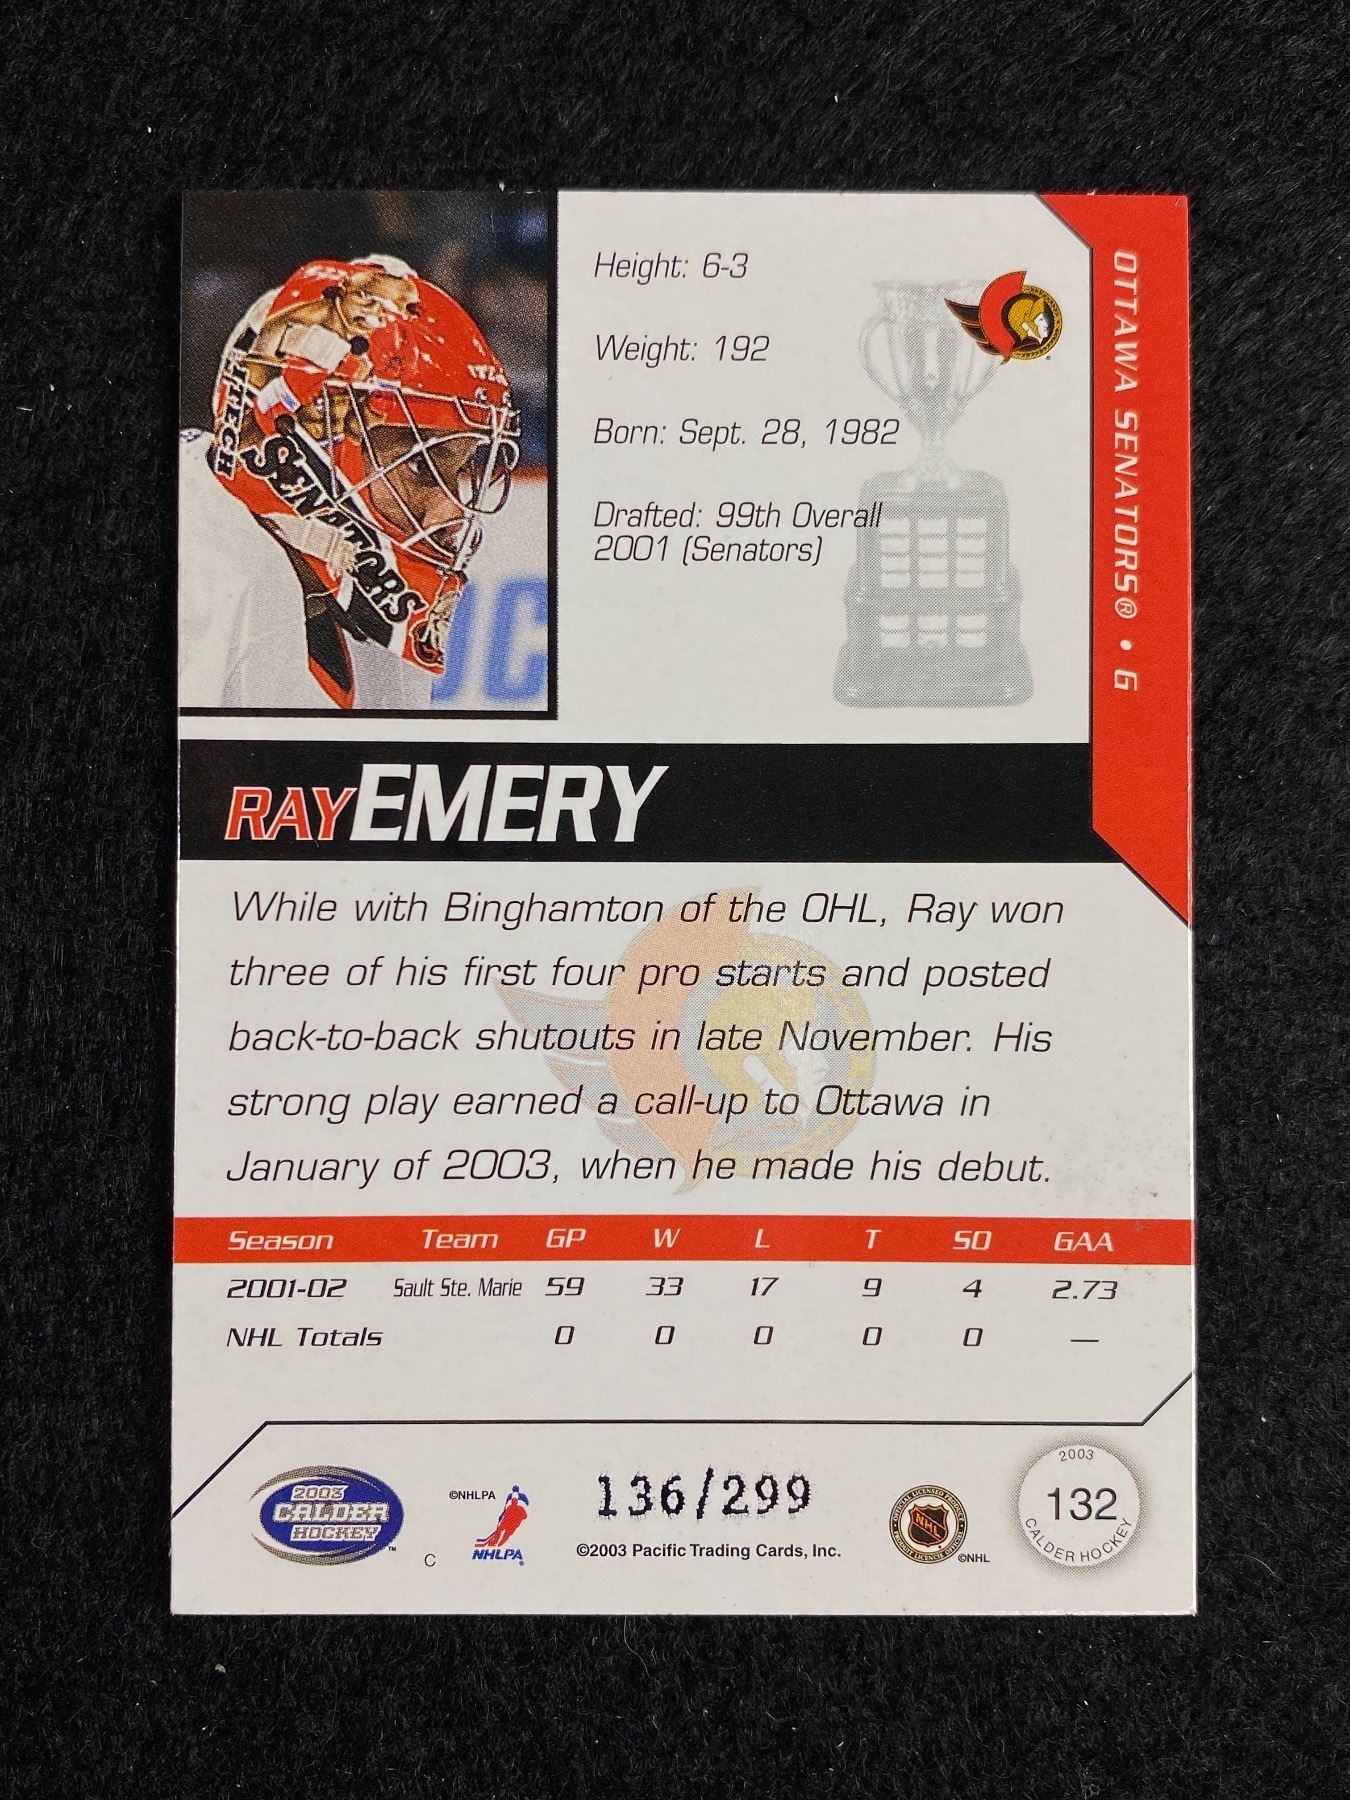 Height: 6-3
Weight: 192
Born: Sept. 28, 1982
Drafted: 99th Overall
2001 (Senators)
OTTAWA SENATORS® • G
ITECH
SENATORS
RAY EMERY
While with Binghamton of the OHL, Ray won
three of his first four pro starts and posted
back-to-back shutouts in late November. His
strong play earned a call-up to Ottawa in
January of 2003, when he made his debut.
Season Team GP W L T SO GAA
2001-02 Sault Ste. Marie 59 33 17 9 4 2.73
NHL Totals 0 0 0 0 0 —
2003
CALDER
HOCKEY
™
C
©NHLPA
NHLPA
136/299
©2003 Pacific Trading Cards, Inc.
NHL
©NHL
2003
132
CALDER HOCKEY